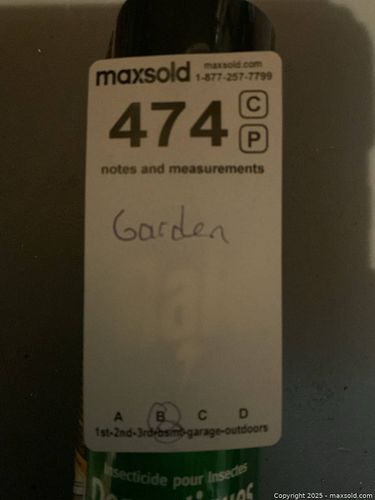 maxsold maxsold.com
1-877-257-7799
474 C
P
notes and measurements
Garden
A B C D
1st-2nd-3rd-bsmt-garage-outdoors
Insecticide pour Insectes
Copyright 2025 - maxsold.com